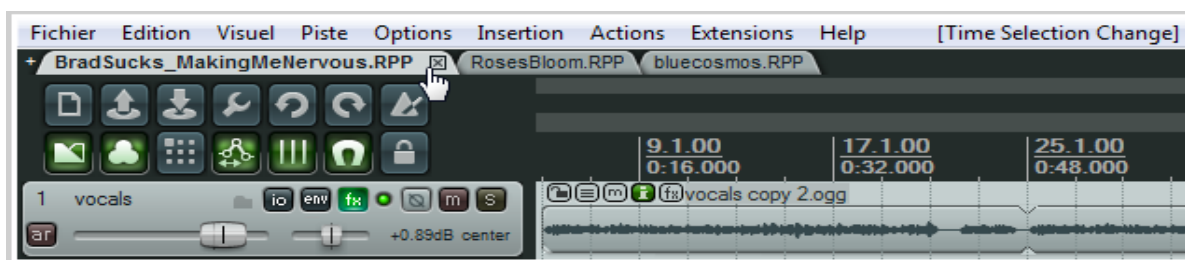 Fichier Edition Visuel Piste Options Insertion Actions Extensions Help [Time Selection Change]
+ BradSucks_MakingMeNervous.RPP RosesBloom.RPP bluecosmos.RPP
9.1.00 17.1.00 25.1.00
0:16.000 0:32.000 0:48.000
1 vocals io env fx m s m i fx vocals copy 2.ogg
ar +0.89dB center